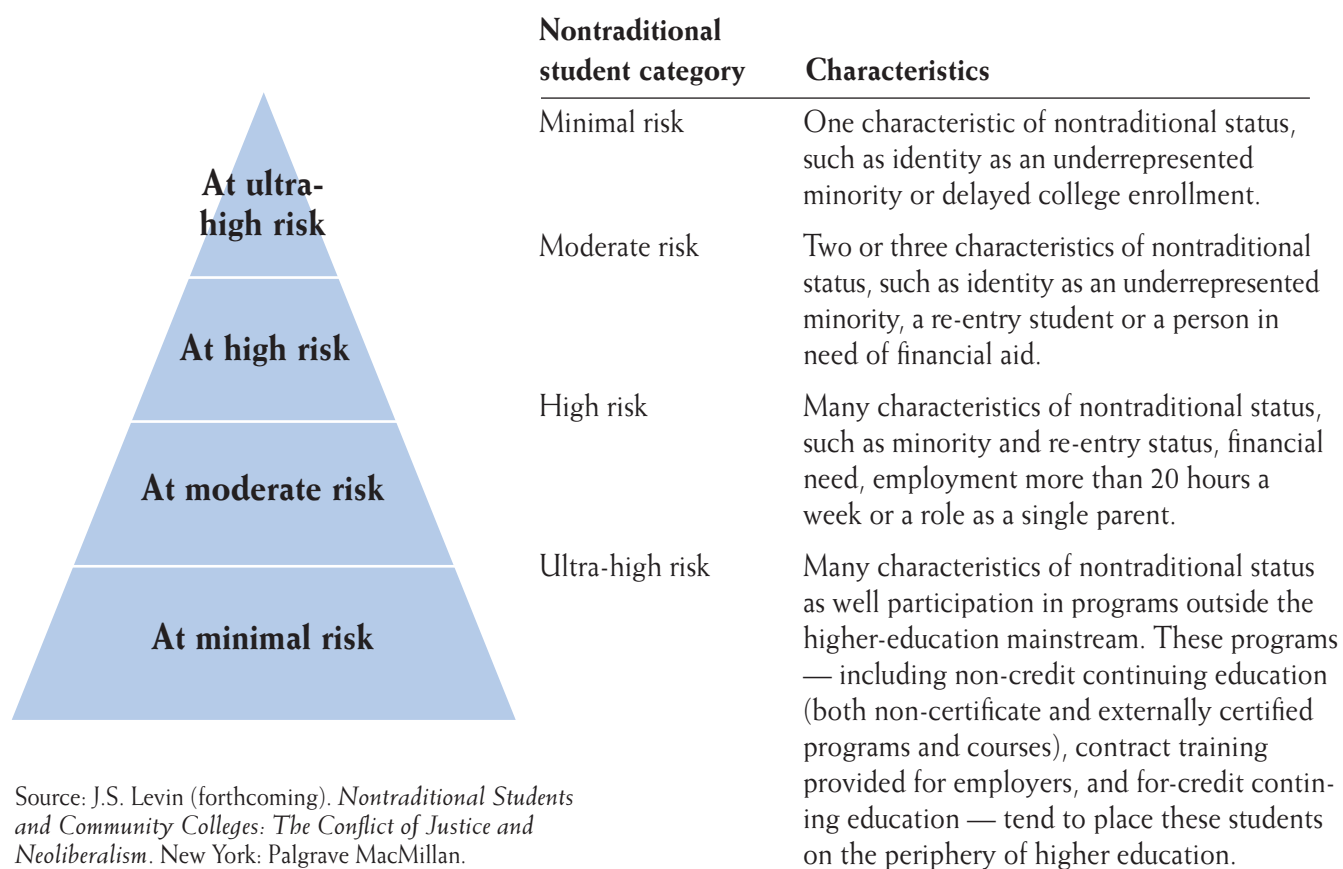 At ultra-
high risk
At high risk
At moderate risk
At minimal risk
Source: J.S. Levin (forthcoming). Nontraditional Students
and Community Colleges: The Conflict of Justice and
Neoliberalism. New York: Palgrave MacMillan.
Nontraditional
student category Characteristics
Minimal risk One characteristic of nontraditional status,
such as identity as an underrepresented
minority or delayed college enrollment.
Moderate risk Two or three characteristics of nontraditional
status, such as identity as an underrepresented
minority, a re-entry student or a person in
need of financial aid.
High risk Many characteristics of nontraditional status,
such as minority and re-entry status, financial
need, employment more than 20 hours a
week or a role as a single parent.
Ultra-high risk Many characteristics of nontraditional status
as well participation in programs outside the
higher-education mainstream. These programs
— including non-credit continuing education
(both non-certificate and externally certified
programs and courses), contract training
provided for employers, and for-credit contin-
ing education — tend to place these students
on the periphery of higher education.